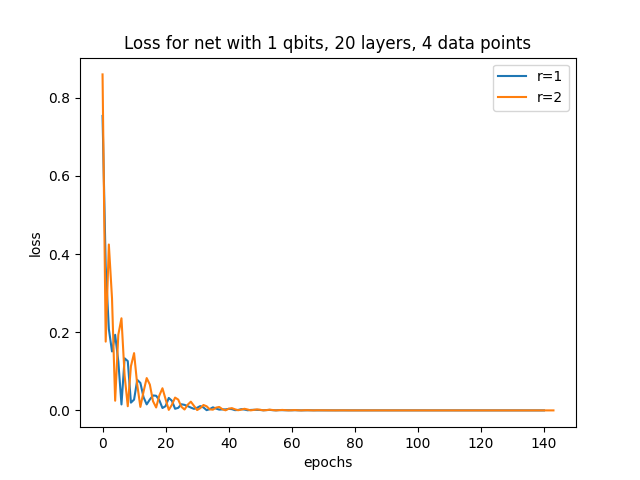 Loss for net with 1 qbits, 20 layers, 4 data points
r=1
r=2
0.8
0.6
0.4
0.2
0.0
loss
0 20 40 60 80 100 120 140
epochs